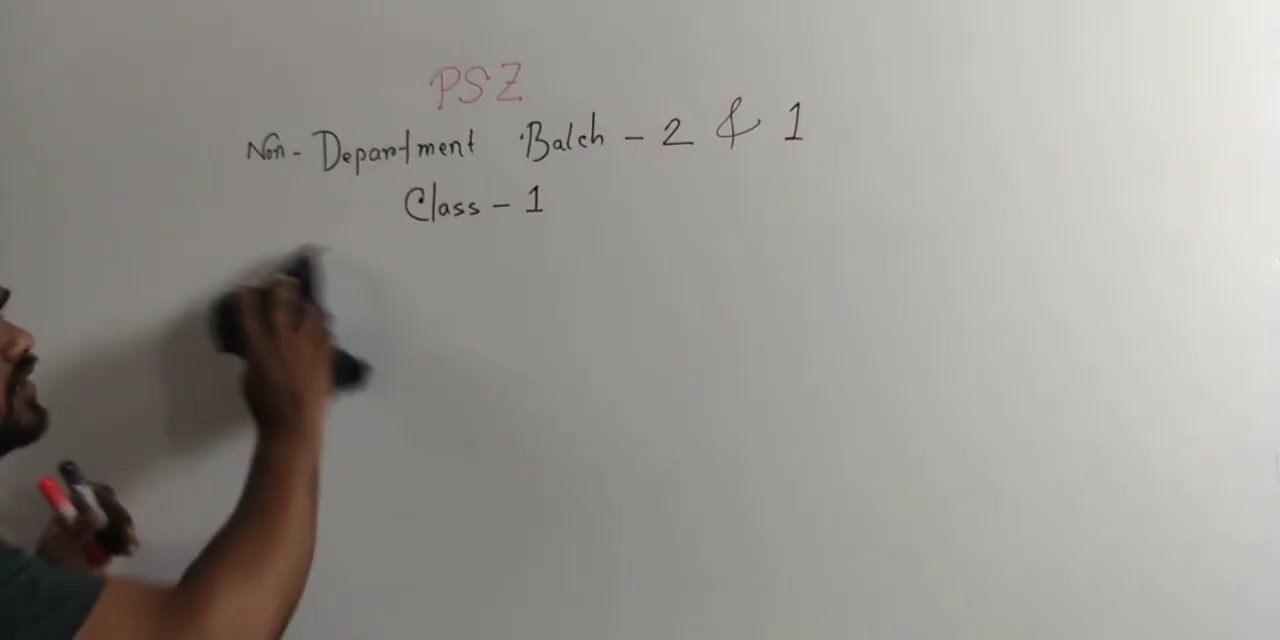 PSZ
Non-Department Batch - 2 & 1
Class - 1